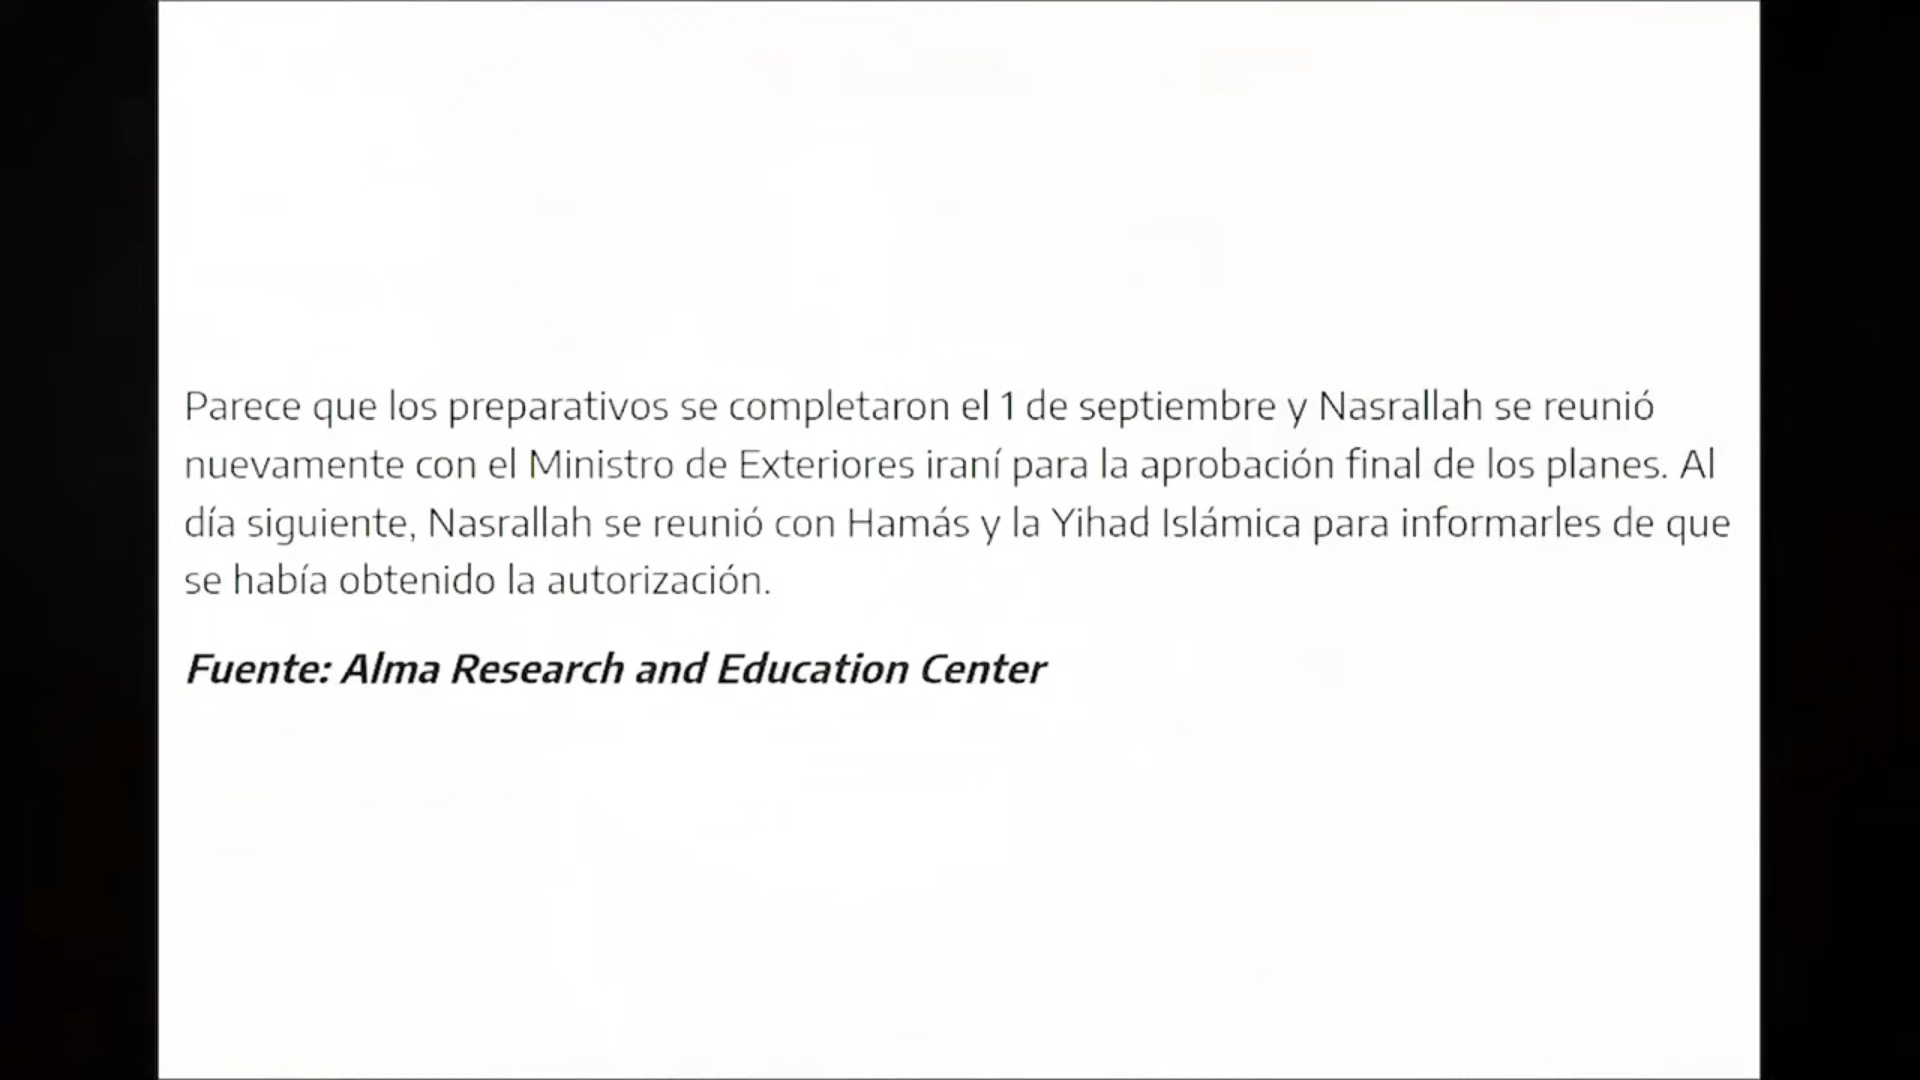 Parece que los preparativos se completaron el 1 de septiembre y Nasrallah se reunió
nuevamente con el Ministro de Exteriores iraní para la aprobación final de los planes. Al
día siguiente, Nasrallah se reunió con Hamás y la Yihad Islámica para informarles de que
se había obtenido la autorización.
Fuente: Alma Research and Education Center